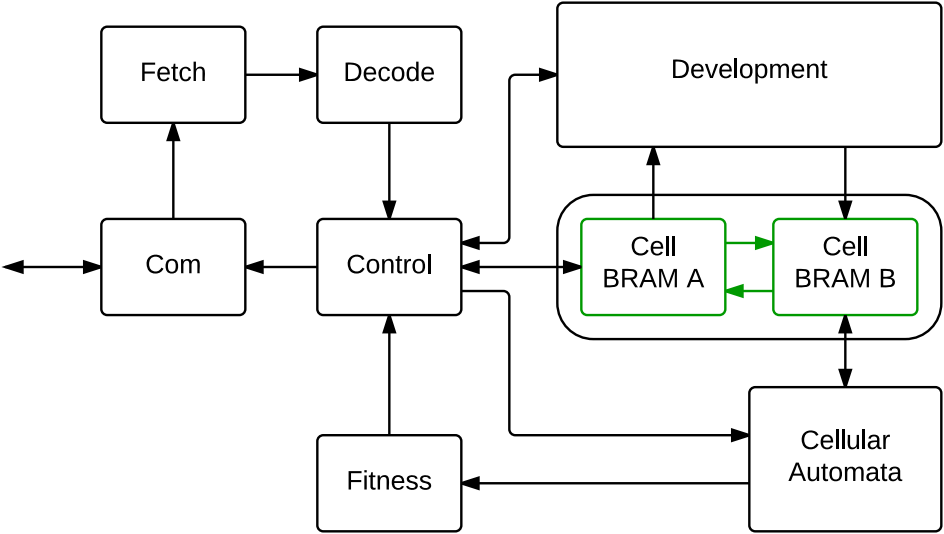 Fetch
Decode
Development
Com
Control
Cell
BRAM A
Cell
BRAM B
Fitness
Cellular
Automata